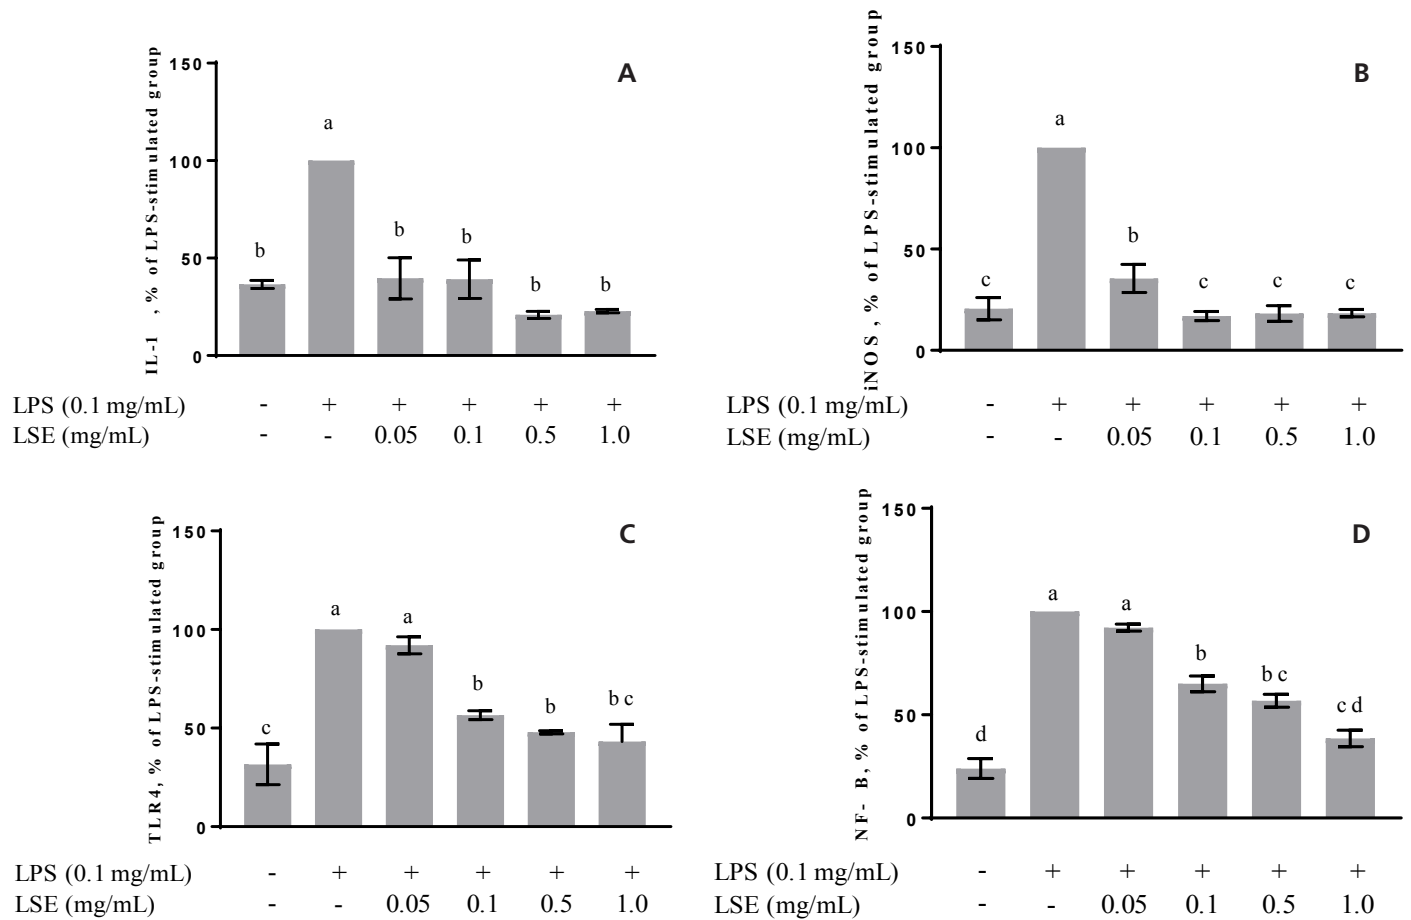 A
IL-1 , % of LPS-stimulated group
150
100
50
0
b
a
b
b
b
b
LPS (0.1 mg/mL) - + + + + +
LSE (mg/mL) - - 0.05 0.1 0.5 1.0
B
iNOS , % of LPS-stimulated group
150
100
50
0
c
a
b
c
c
c
LPS (0.1 mg/mL) - + + + + +
LSE (mg/mL) - - 0.05 0.1 0.5 1.0
C
TLR4, % of LPS-stimulated group
150
100
50
0
c
a
a
b
b
b c
LPS (0.1 mg/mL) - + + + + +
LSE (mg/mL) - - 0.05 0.1 0.5 1.0
D
NF- B, % of LPS-stimulated group
150
100
50
0
d
a
a
b
b c
c d
LPS (0.1 mg/mL) - + + + + +
LSE (mg/mL) - - 0.05 0.1 0.5 1.0